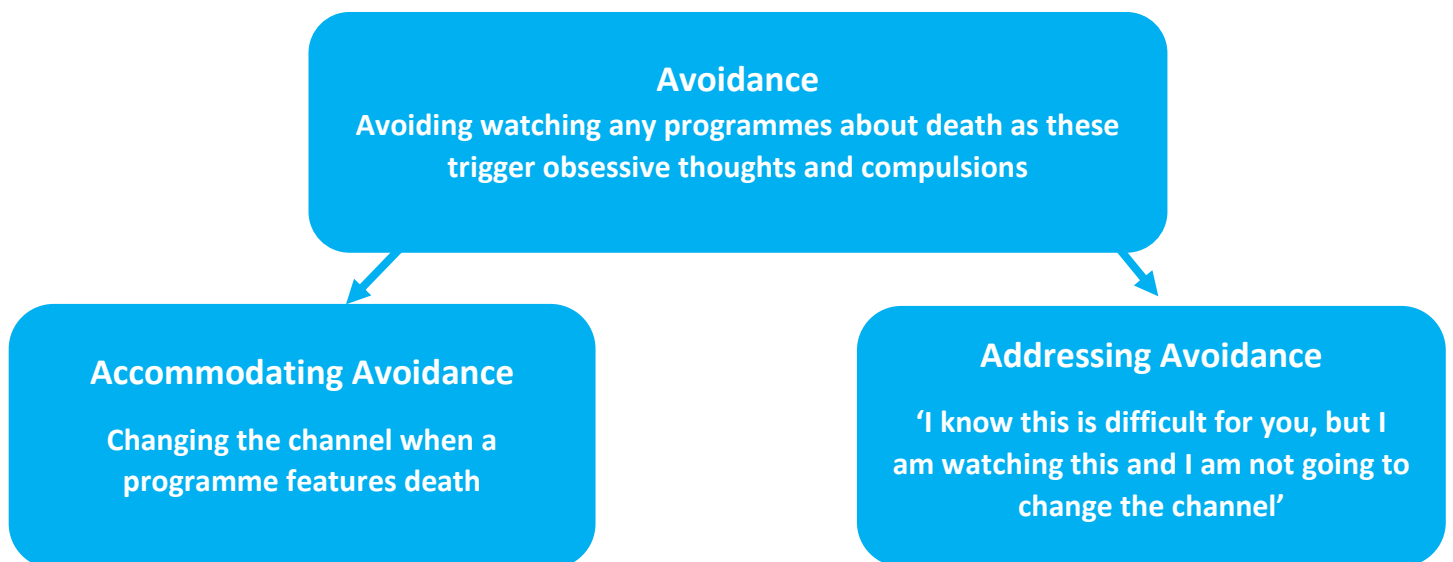 Avoidance
Avoiding watching any programmes about death as these
trigger obsessive thoughts and compulsions
Accommodating Avoidance
Changing the channel when a
programme features death
Addressing Avoidance
‘I know this is difficult for you, but I
am watching this and I am not going to
change the channel’